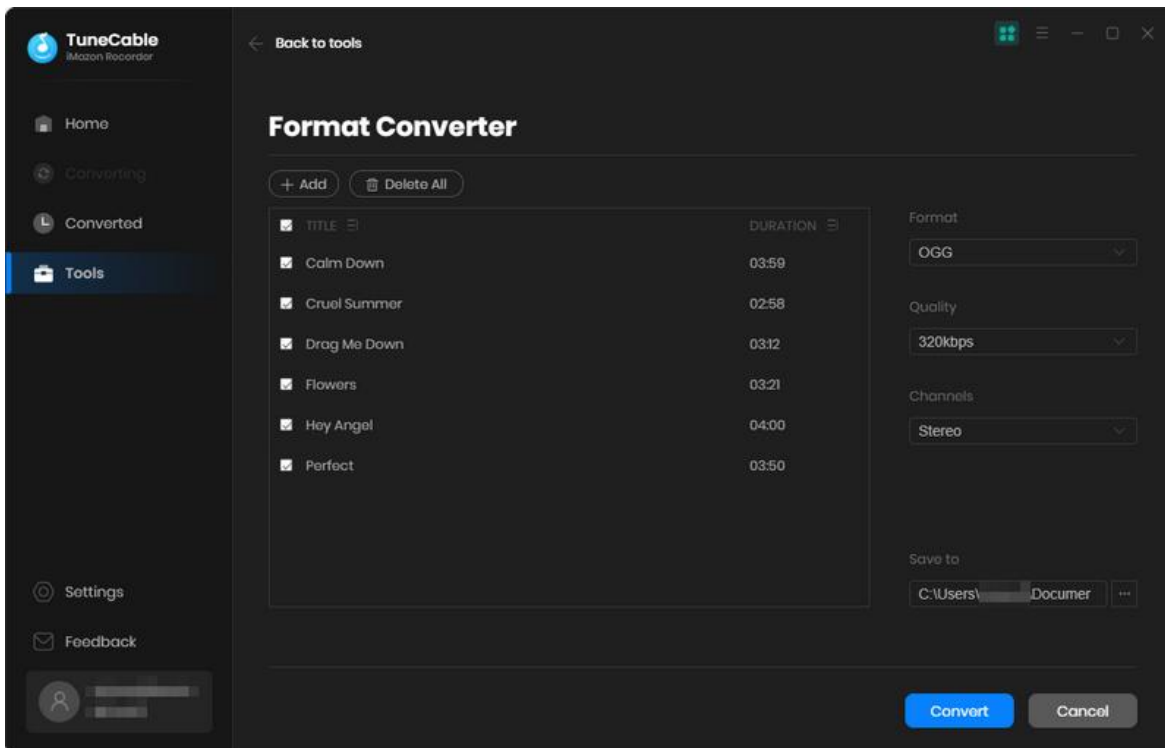 TuneCable
iMazon Recorder
Back to tools
Home
Converting
Converted
Tools
Settings
Feedback
Format Converter
+ Add
Delete All
TITLE
DURATION
Calm Down 03:59
Cruel Summer 02:58
Drag Me Down 03:12
Flowers 03:21
Hey Angel 04:00
Perfect 03:50
Format
OGG
Quality
320kbps
Channels
Stereo
Save to
C:\Users\ Documer ...
Convert
Cancel